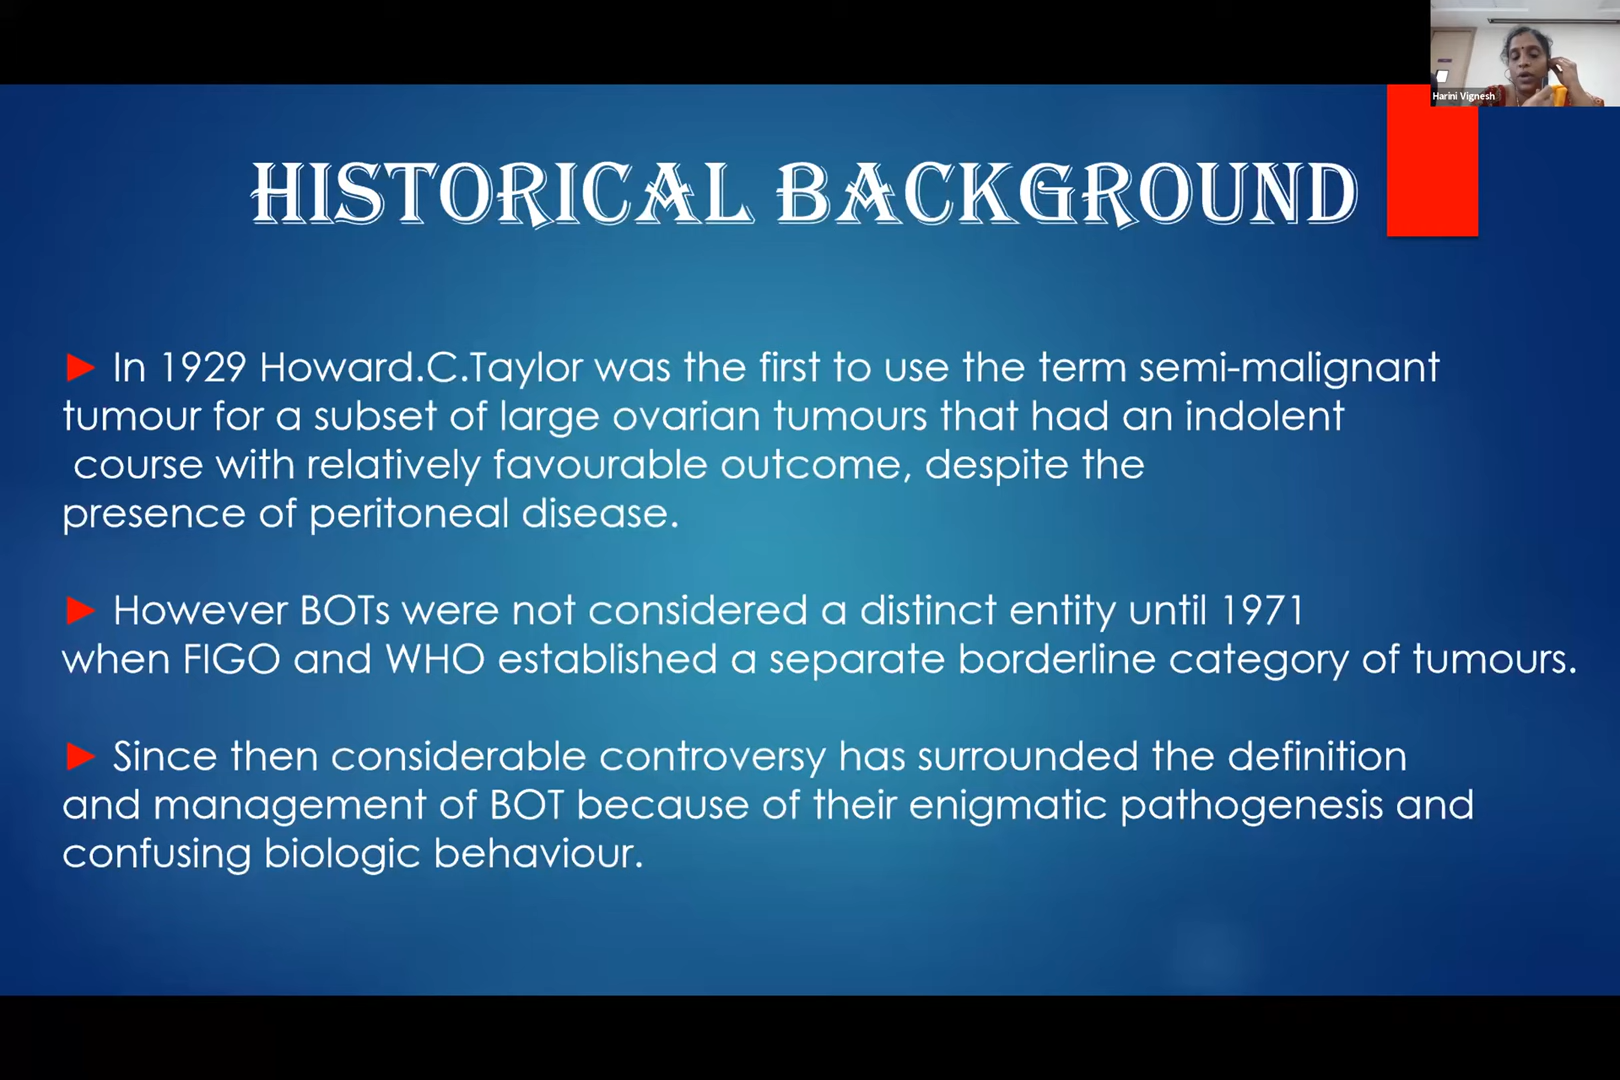 Harini Vignesh
HISTORICAL BACKGROUND
► In 1929 Howard.C.Taylor was the first to use the term semi-malignant
tumour for a subset of large ovarian tumours that had an indolent
course with relatively favourable outcome, despite the
presence of peritoneal disease.
► However BOTs were not considered a distinct entity until 1971
when FIGO and WHO established a separate borderline category of tumours.
► Since then considerable controversy has surrounded the definition
and management of BOT because of their enigmatic pathogenesis and
confusing biologic behaviour.